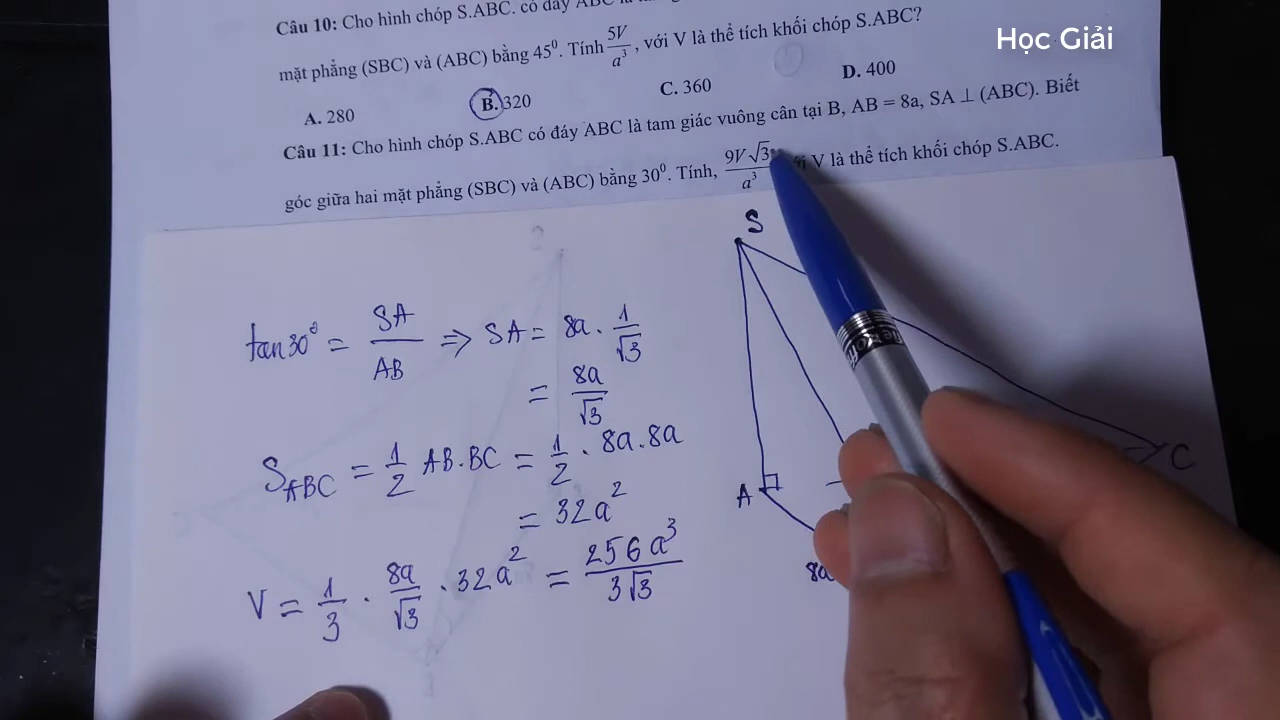 Câu 10: Cho hình chóp S.ABC. có đáy ABC là
mặt phẳng (SBC) và (ABC) bằng 45⁰. Tính 5V/a³, với V là thể tích khối chóp S.ABC?
A. 280 B. 320 C. 360 D. 400
Câu 11: Cho hình chóp S.ABC có đáy ABC là tam giác vuông cân tại B, AB = 8a, SA ⊥ (ABC). Biết
góc giữa hai mặt phẳng (SBC) và (ABC) bằng 30⁰. Tính, 9V√3/a³ V là thể tích khối chóp S.ABC.
Học Giải
tan30° = SA/AB => SA = 8a . 1/√3
= 8a/√3
S_ABC = 1/2 AB.BC = 1/2 . 8a.8a
= 32a²
V = 1/3 . 8a/√3 . 32a² = 256a³/3√3
S
A
C
8a